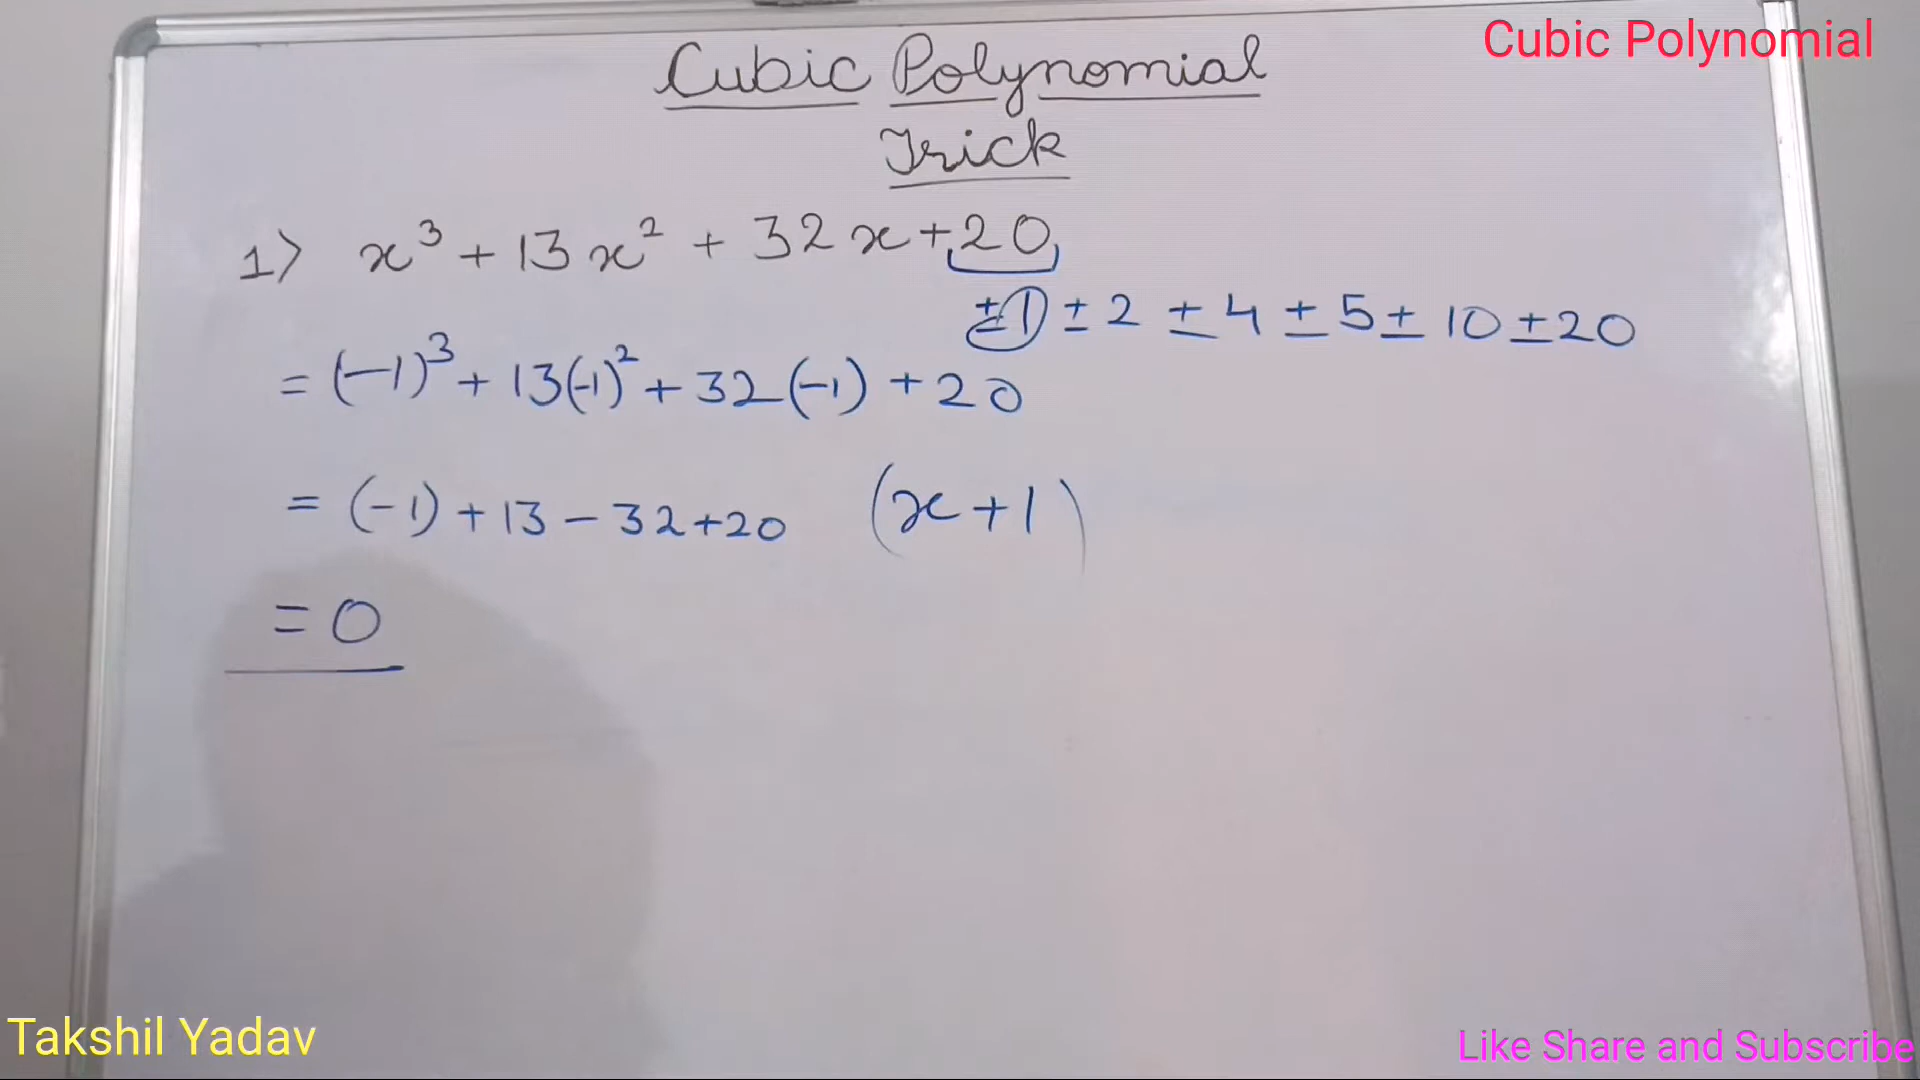 Cubic Polynomial
Cubic Polynomial
Trick
1) x³ + 13x² + 32x + 20
±1 ±2 ±4 ±5 ±10 ±20
= (-1)³ + 13(-1)² + 32(-1) + 20
= (-1) + 13 - 32 + 20 (x + 1)
= 0
Takshil Yadav
Like Share and Subscribe